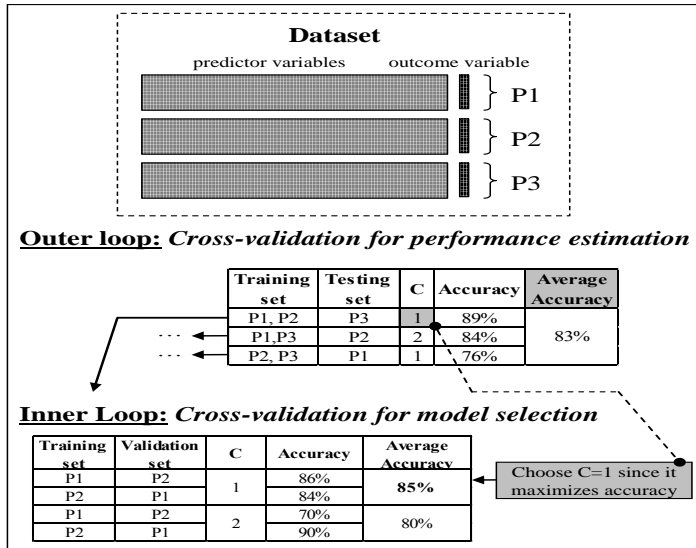 Dataset
predictor variables outcome variable
P1
P2
P3
Outer loop: Cross-validation for performance estimation
Training set Testing set C Accuracy Average Accuracy
P1, P2 P3 1 89% 83%
... P1,P3 P2 2 84%
... P2, P3 P1 1 76%
Inner Loop: Cross-validation for model selection
Training set Validation set C Accuracy Average Accuracy
P1 P2 1 86% 85%
P2 P1 84%
P1 P2 2 70% 80%
P2 P1 90%
Choose C=1 since it
maximizes accuracy